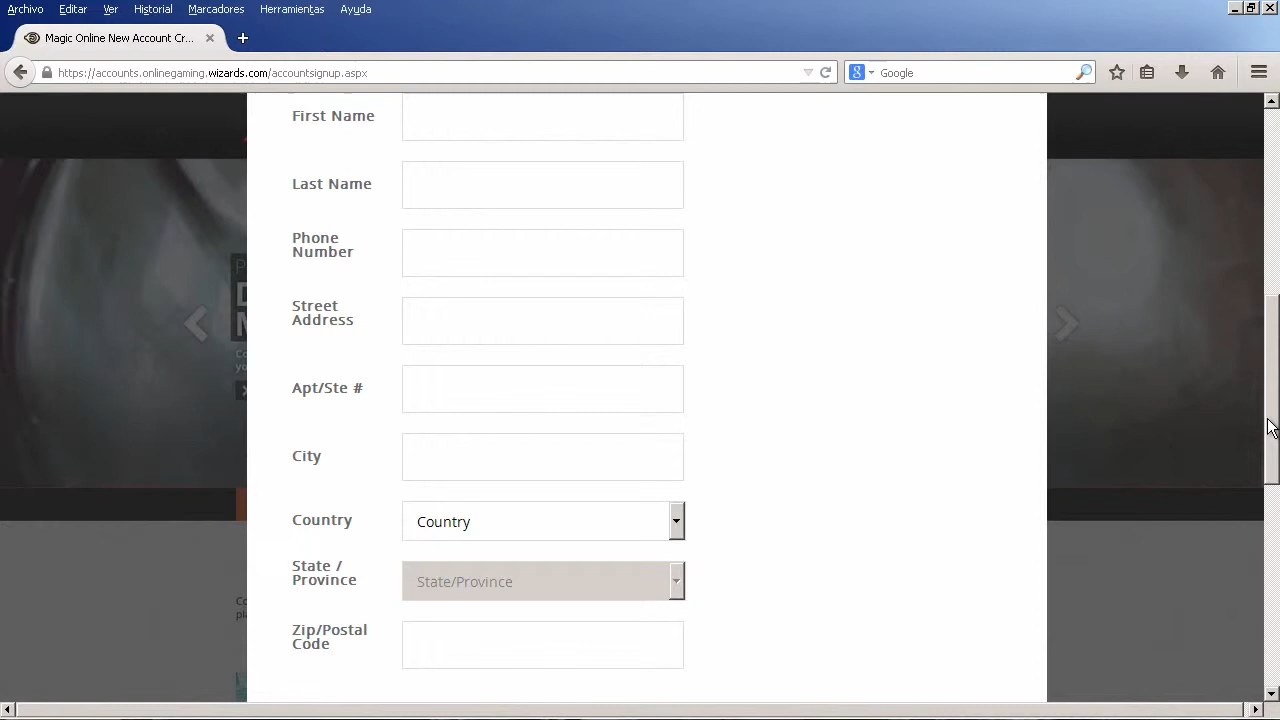 Archivo Editar Ver Historial Marcadores Herramientas Ayuda
Magic Online New Account Cr...
https://accounts.onlinegaming.wizards.com/accountsignup.aspx
Google
First Name
Last Name
Phone
Number
Street
Address
Apt/Ste #
City
Country
Country
State /
Province
State/Province
Zip/Postal
Code